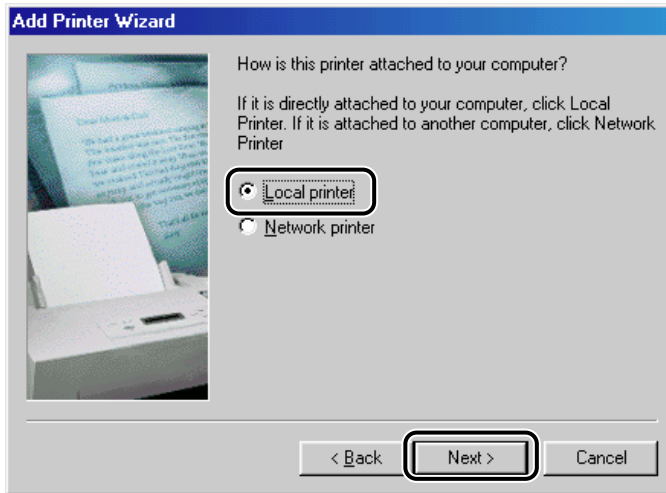 Add Printer Wizard
How is this printer attached to your computer?
If it is directly attached to your computer, click Local
Printer. If it is attached to another computer, click Network
Printer
Local printer
Network printer
< Back
Next >
Cancel